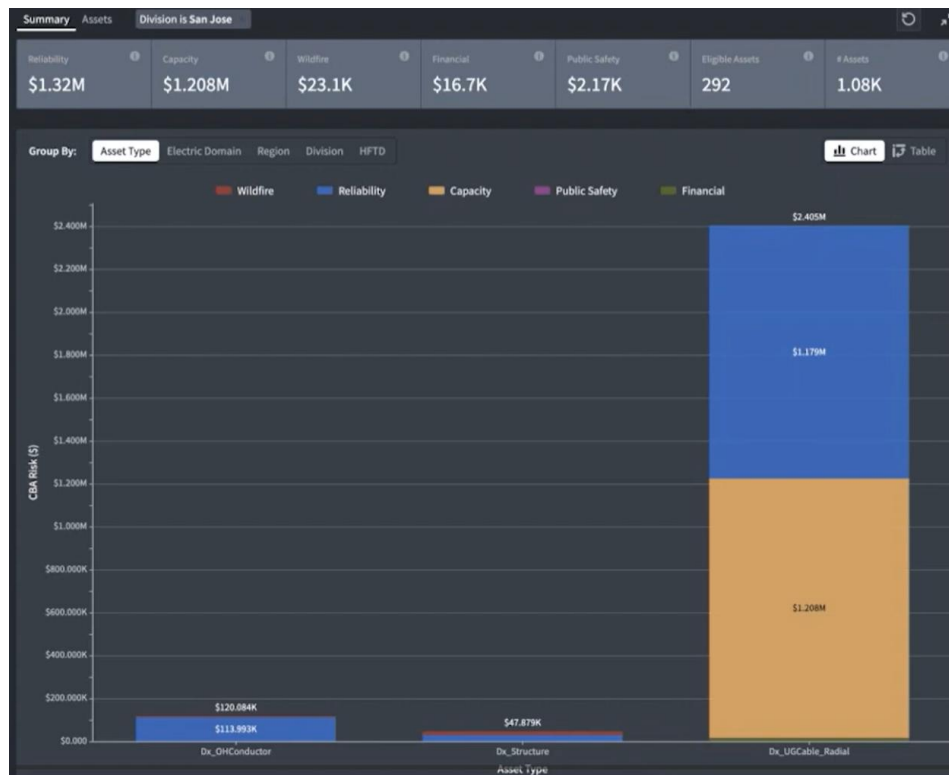 Summary Assets Division is San Jose
Reliability Capacity Wildfire Financial Public Safety Eligible Assets # Assets
$1.32M $1.208M $23.1K $16.7K $2.17K 292 1.08K
Group By: Asset Type Electric Domain Region Division HFTD Chart Table
Wildfire Reliability Capacity Public Safety Financial
$2.405M
$2.400M
$2.200M
$2.000M
$1.800M
$1.179M
$1.600M
$1.400M
CBA Risk ($)
$1.200M
$1.000M
$800.000K
$600.000K
$1.208M
$400.000K
$200.000K
$120.084K
$113.993K
$47.879K
$0.000
Dx_OHConductor Dx_Structure Dx_UGCable_Radial
Asset Type